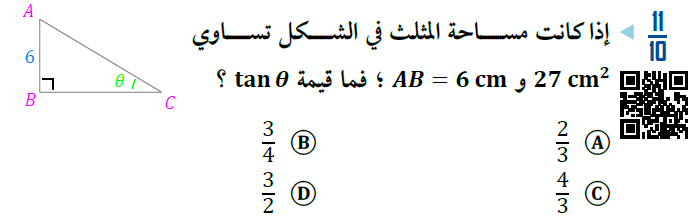 11/10 إذا كانت مساحة المثلث في الشكل تساوي
27 cm² و AB = 6 cm ؛ فما قيمة tan θ ؟
A 2/3
B 3/4
C 4/3
D 3/2
A
6
B
θ
C